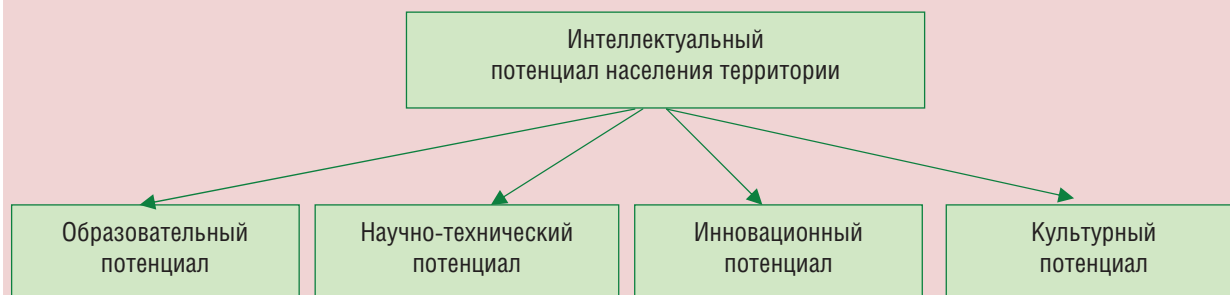 Интеллектуальный
потенциал населения территории
Образовательный
потенциал
Научно-технический
потенциал
Инновационный
потенциал
Культурный
потенциал